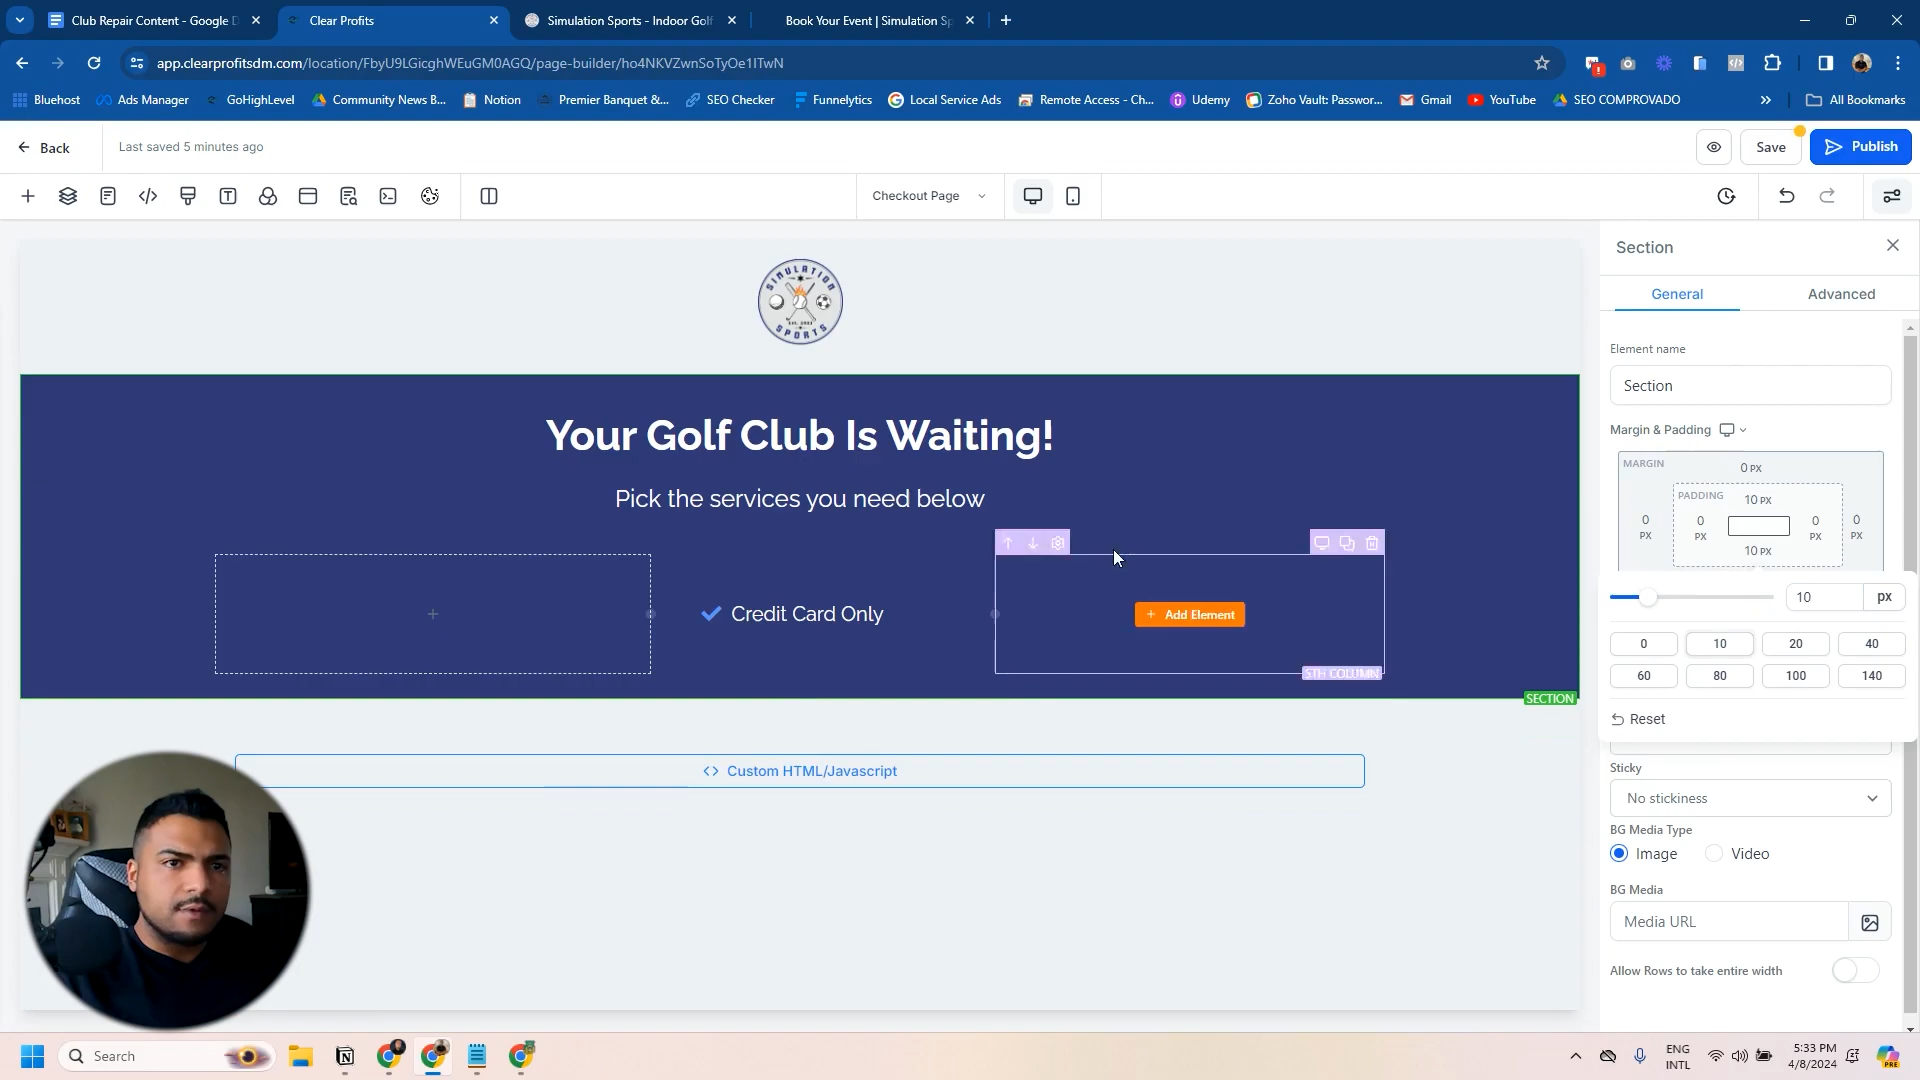 Club Repair Content - Google D
Clear Profits
Simulation Sports - Indoor Golf
Book Your Event | Simulation Sp
app.clearprofitsdm.com/location/FbyU9LGicghWEuGM0AGQ/page-builder/ho4NKVZwnSoTyOe1ITwN
Bluehost
Ads Manager
GoHighLevel
Community News B...
Notion
Premier Banquet &...
SEO Checker
Funnelytics
Local Service Ads
Remote Access - Ch...
Udemy
Zoho Vault: Passwor...
Gmail
YouTube
SEO COMPROVADO
All Bookmarks
Back
Last saved 5 minutes ago
Save
Publish
Checkout Page
Section
General
Advanced
Element name
Section
Margin & Padding
MARGIN
0 PX
PADDING
10 PX
0
PX
0
PX
0
PX
0
PX
10 PX
10
px
0
10
20
40
60
80
100
140
Reset
Sticky
No stickiness
BG Media Type
Image
Video
BG Media
Media URL
Allow Rows to take entire width
SIMULATION
SPORTS
Your Golf Club Is Waiting!
Pick the services you need below
Credit Card Only
+ Add Element
5TH COLUMN
SECTION
Custom HTML/Javascript
Search
ENG
INTL
5:33 PM
4/8/2024
PRE